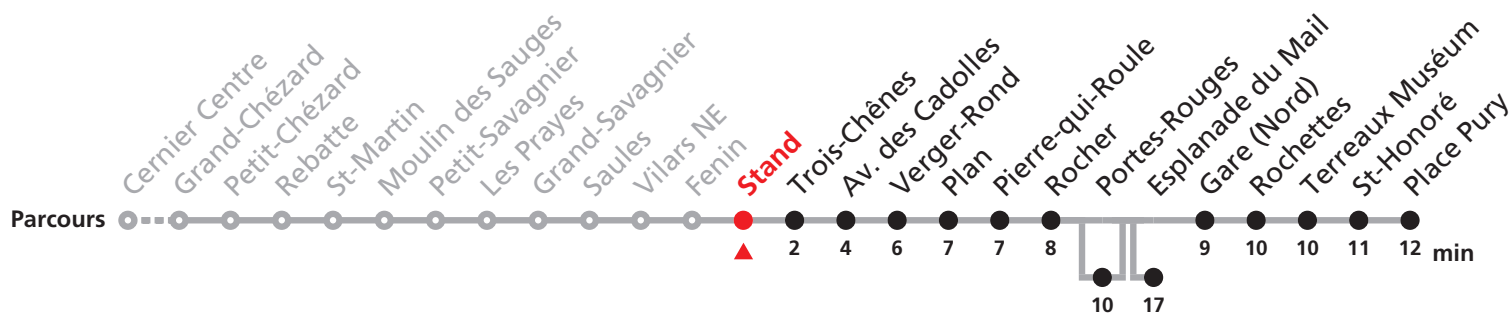 Cernier Centre
Grand-Chézard
Petit-Chézard
Rebatte
St-Martin
Moulin des Sauges
Petit-Savagnier
Les Prayes
Grand-Savagnier
Saules
Vilars NE
Fenin
Stand
Trois-Chênes
Av. des Cadolles
Verger-Rond
Plan
Pierre-qui-Roule
Rocher
Portes-Rouges
Esplanade du Mail
Gare (Nord)
Rochettes
Terreaux Muséum
St-Honoré
Place Pury
Parcours
2 4 6 7 7 8 9 10 10 11 12 min
10 17